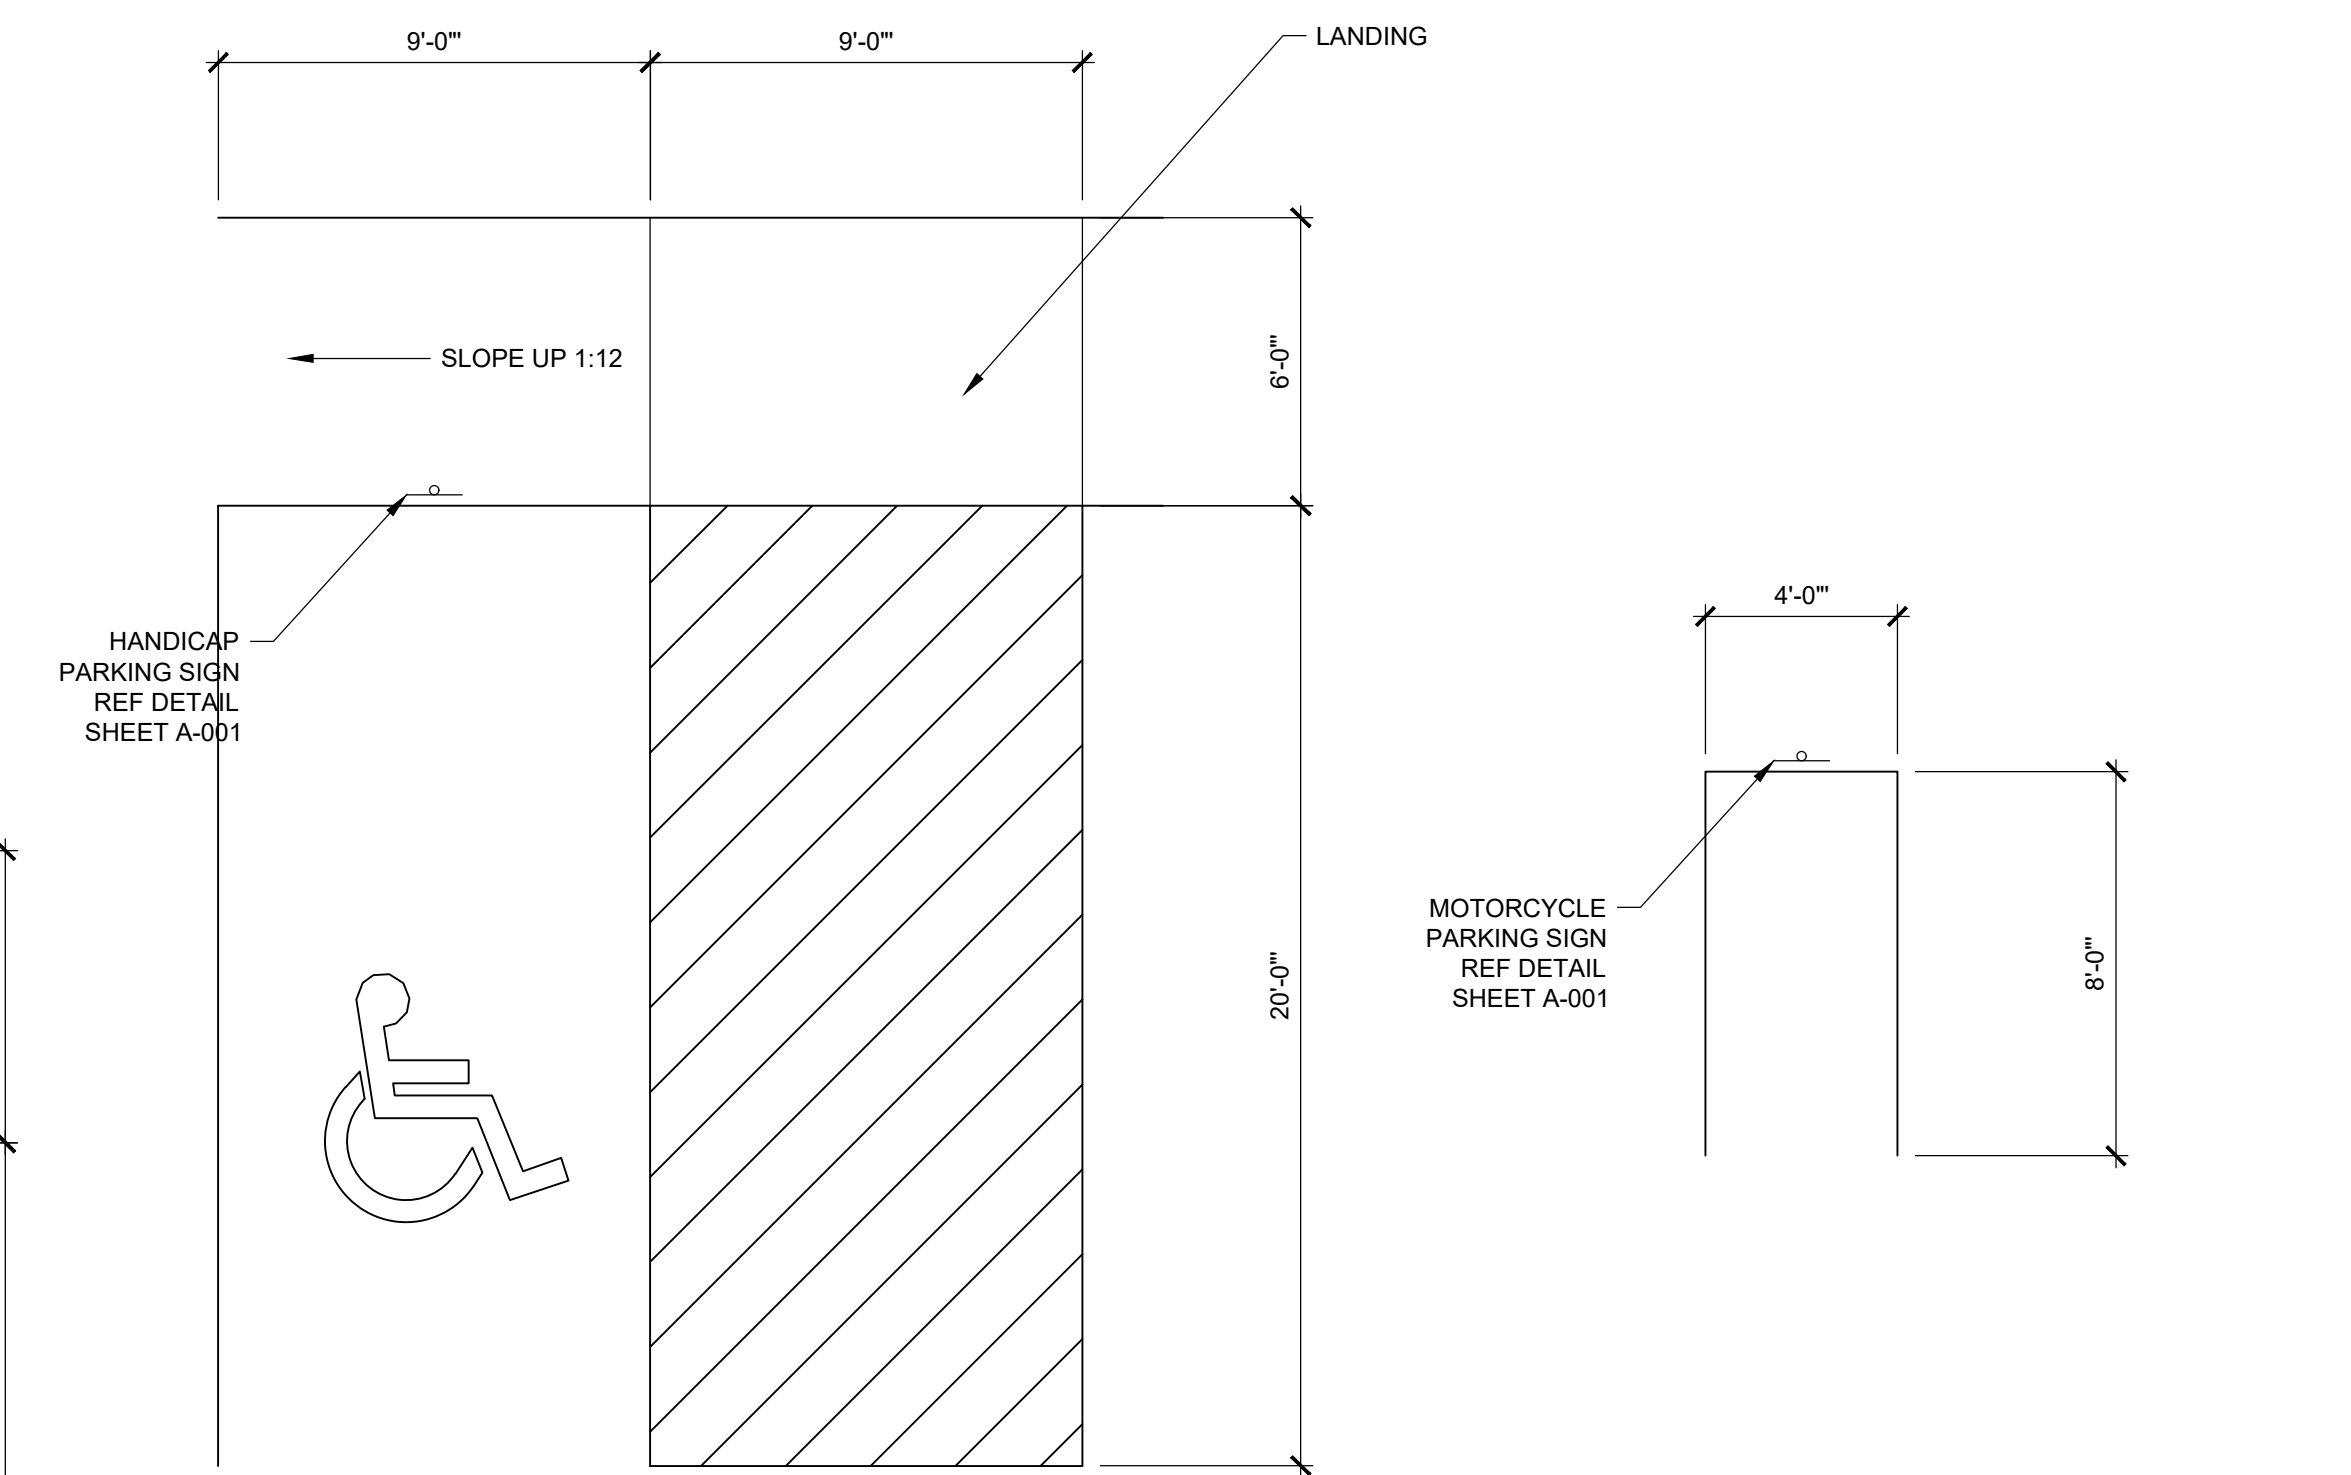 9'-0"'
9'-0"'
LANDING
SLOPE UP 1:12
6'-0"'
HANDICAP
PARKING SIGN
REF DETAIL
SHEET A-001
20'-0"'
4'-0"'
MOTORCYCLE
PARKING SIGN
REF DETAIL
SHEET A-001
8'-0"'